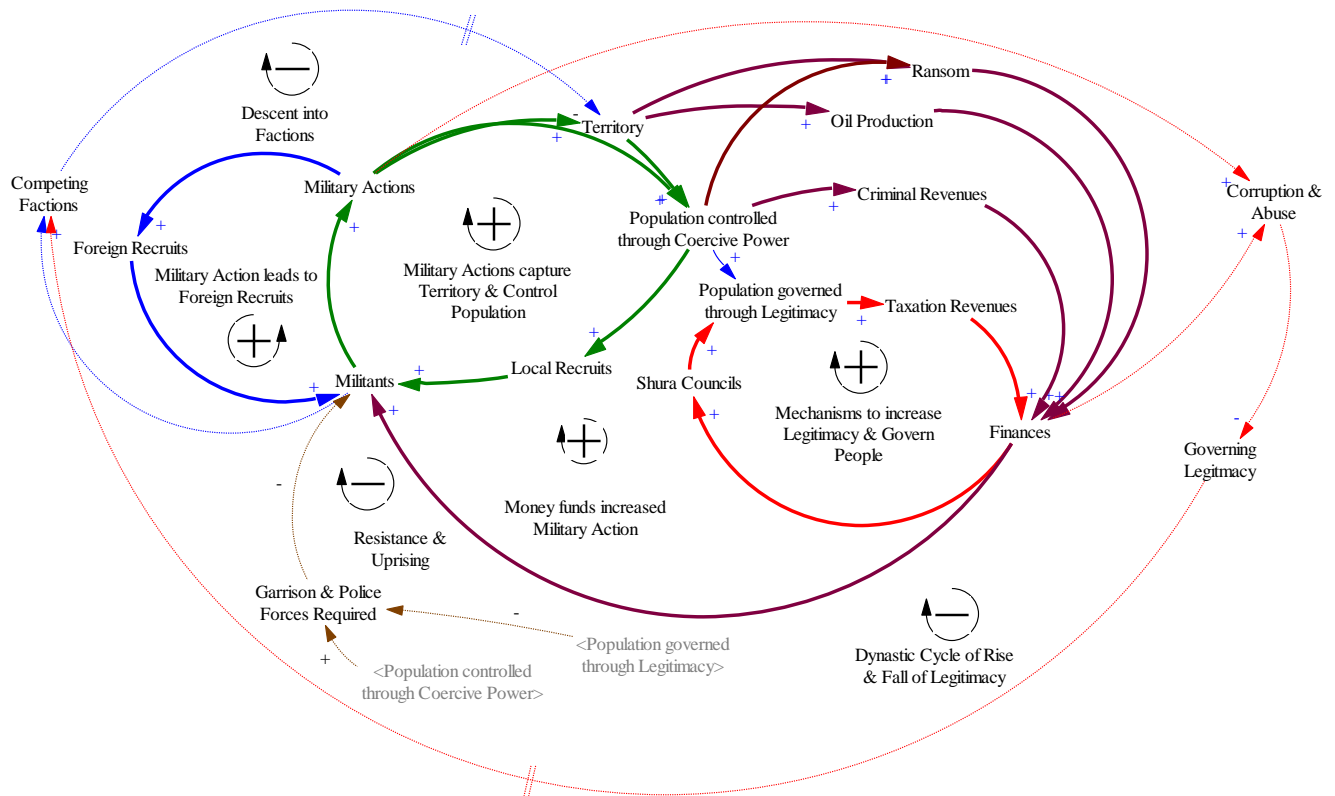 Ransom
Descent into
Factions
Oil Production
-
Territory
+
+
+
Competing
Factions
Military Actions
Criminal Revenues
+
Corruption &
Abuse
+
+
+
Population controlled
through Coercive Power
+
+
+
+
Foreign Recruits
Military Action leads to
Foreign Recruits
Military Actions capture
Territory & Control
Population
+
Population governed
through Legitimacy
Taxation Revenues
+
+
+
Local Recruits
+
Militants
+
Shura Councils
+
Mechanisms to increase
Legitimacy & Govern
People
+
+
+
+
+
Finances
-
Governing
Legitmacy
-
Money funds increased
Military Action
Resistance &
Uprising
Garrison & Police
Forces Required
-
+
<Population governed
through Legitimacy>
<Population controlled
through Coercive Power>
Dynastic Cycle of Rise
& Fall of Legitimacy